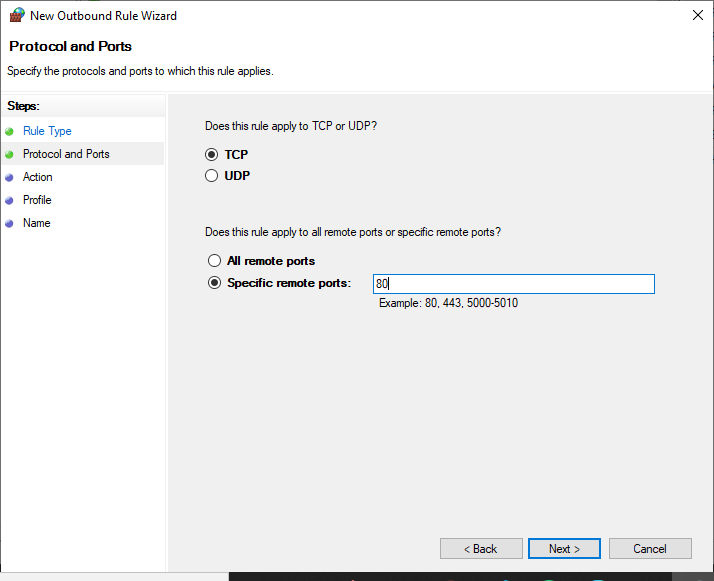 New Outbound Rule Wizard
Protocol and Ports
Specify the protocols and ports to which this rule applies.
Steps:
Rule Type
Protocol and Ports
Action
Profile
Name
Does this rule apply to TCP or UDP?
TCP
UDP
Does this rule apply to all remote ports or specific remote ports?
All remote ports
Specific remote ports: 80
Example: 80, 443, 5000-5010
< Back Next > Cancel